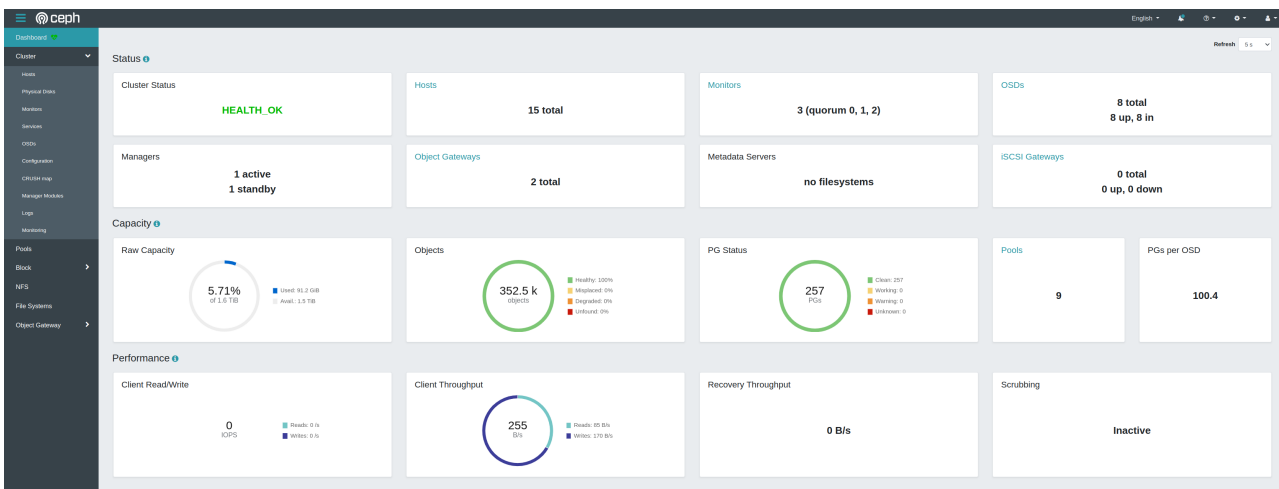 ceph
English
Dashboard
Refresh 5 s
Cluster
Hosts
Physical Disks
Monitors
Services
OSDs
Configuration
CRUSH map
Manager Modules
Logs
Monitoring
Pools
Block
NFS
File Systems
Object Gateway
Status
Cluster Status
HEALTH_OK
Hosts
15 total
Monitors
3 (quorum 0, 1, 2)
OSDs
8 total
8 up, 8 in
Managers
1 active
1 standby
Object Gateways
2 total
Metadata Servers
no filesystems
iSCSI Gateways
0 total
0 up, 0 down
Capacity
Raw Capacity
5.71%
of 1.6 TiB
Used: 91.2 GiB
Avail.: 1.5 TiB
Objects
352.5 k
objects
Healthy: 100%
Misplaced: 0%
Degraded: 0%
Unfound: 0%
PG Status
257
PGs
Clean: 257
Working: 0
Warning: 0
Unknown: 0
Pools
9
PGs per OSD
100.4
Performance
Client Read/Write
0
IOPS
Reads: 0 /s
Writes: 0 /s
Client Throughput
255
B/s
Reads: 85 B/s
Writes: 170 B/s
Recovery Throughput
0 B/s
Scrubbing
Inactive